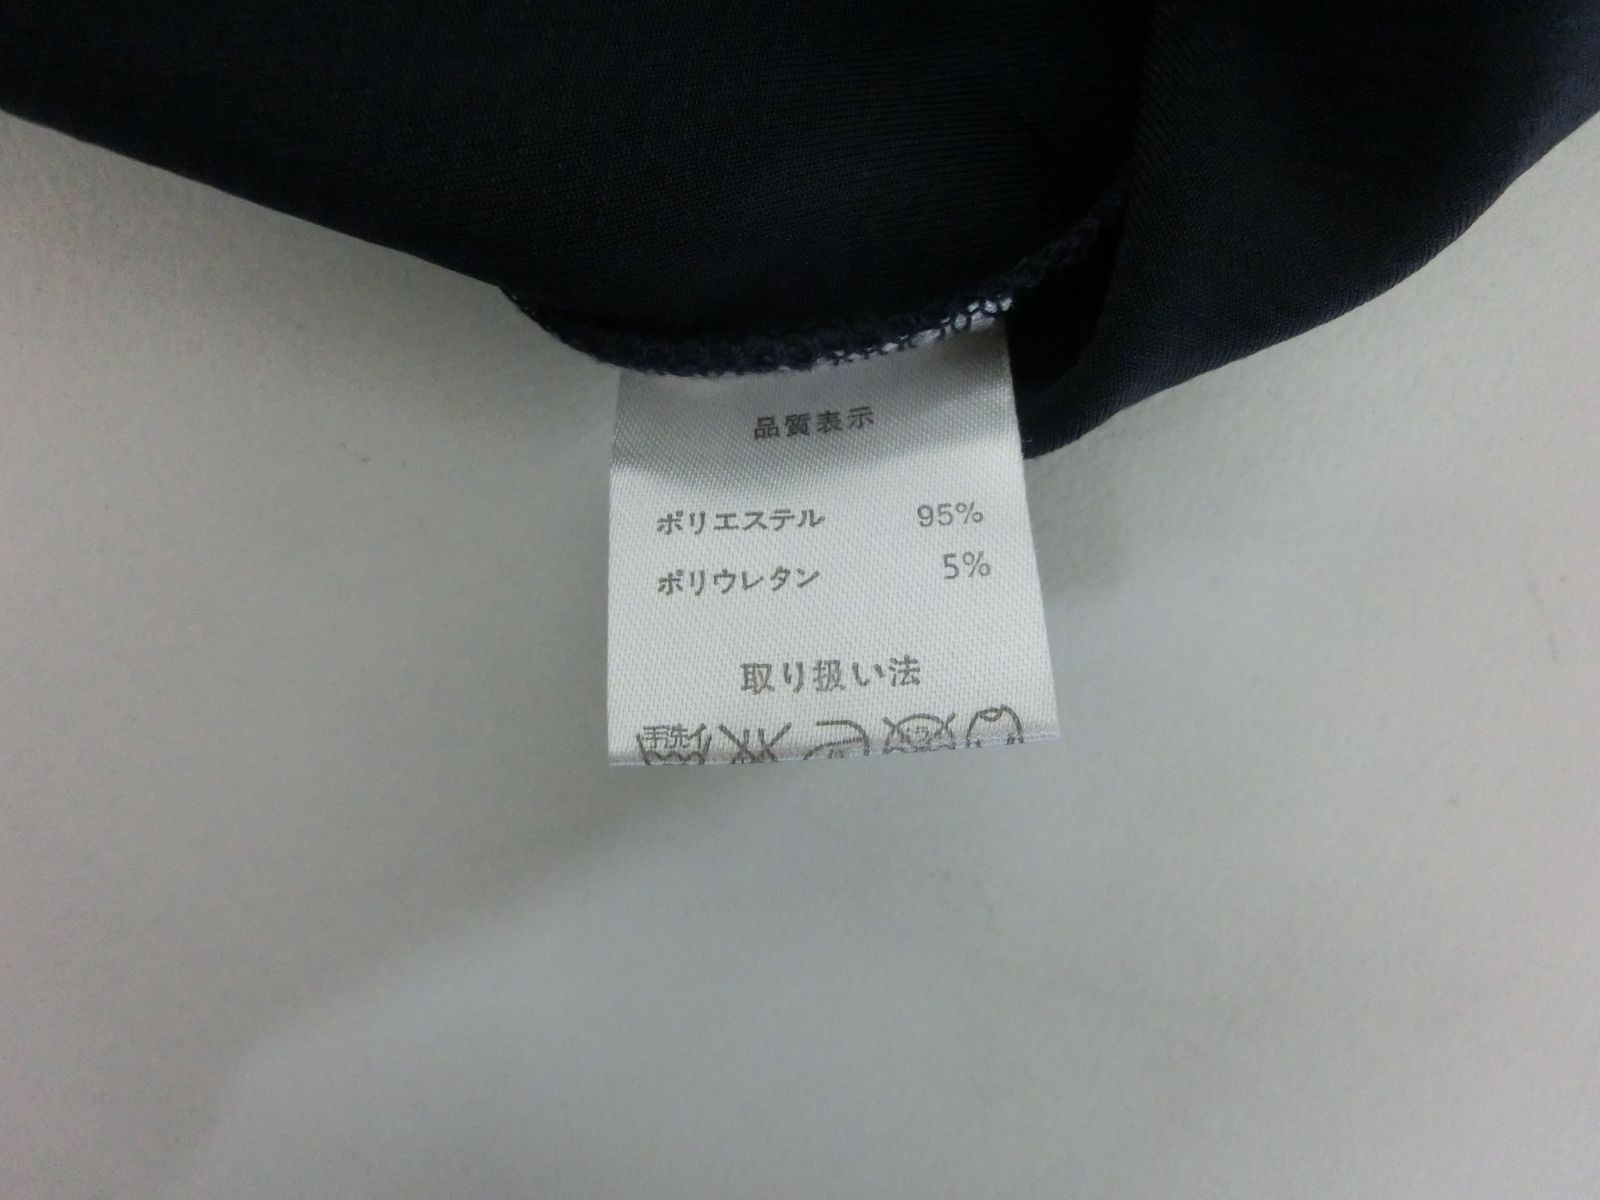 品質表示
ポリエステル 95%
ポリウレタン 5%
取り扱い法
手洗イ